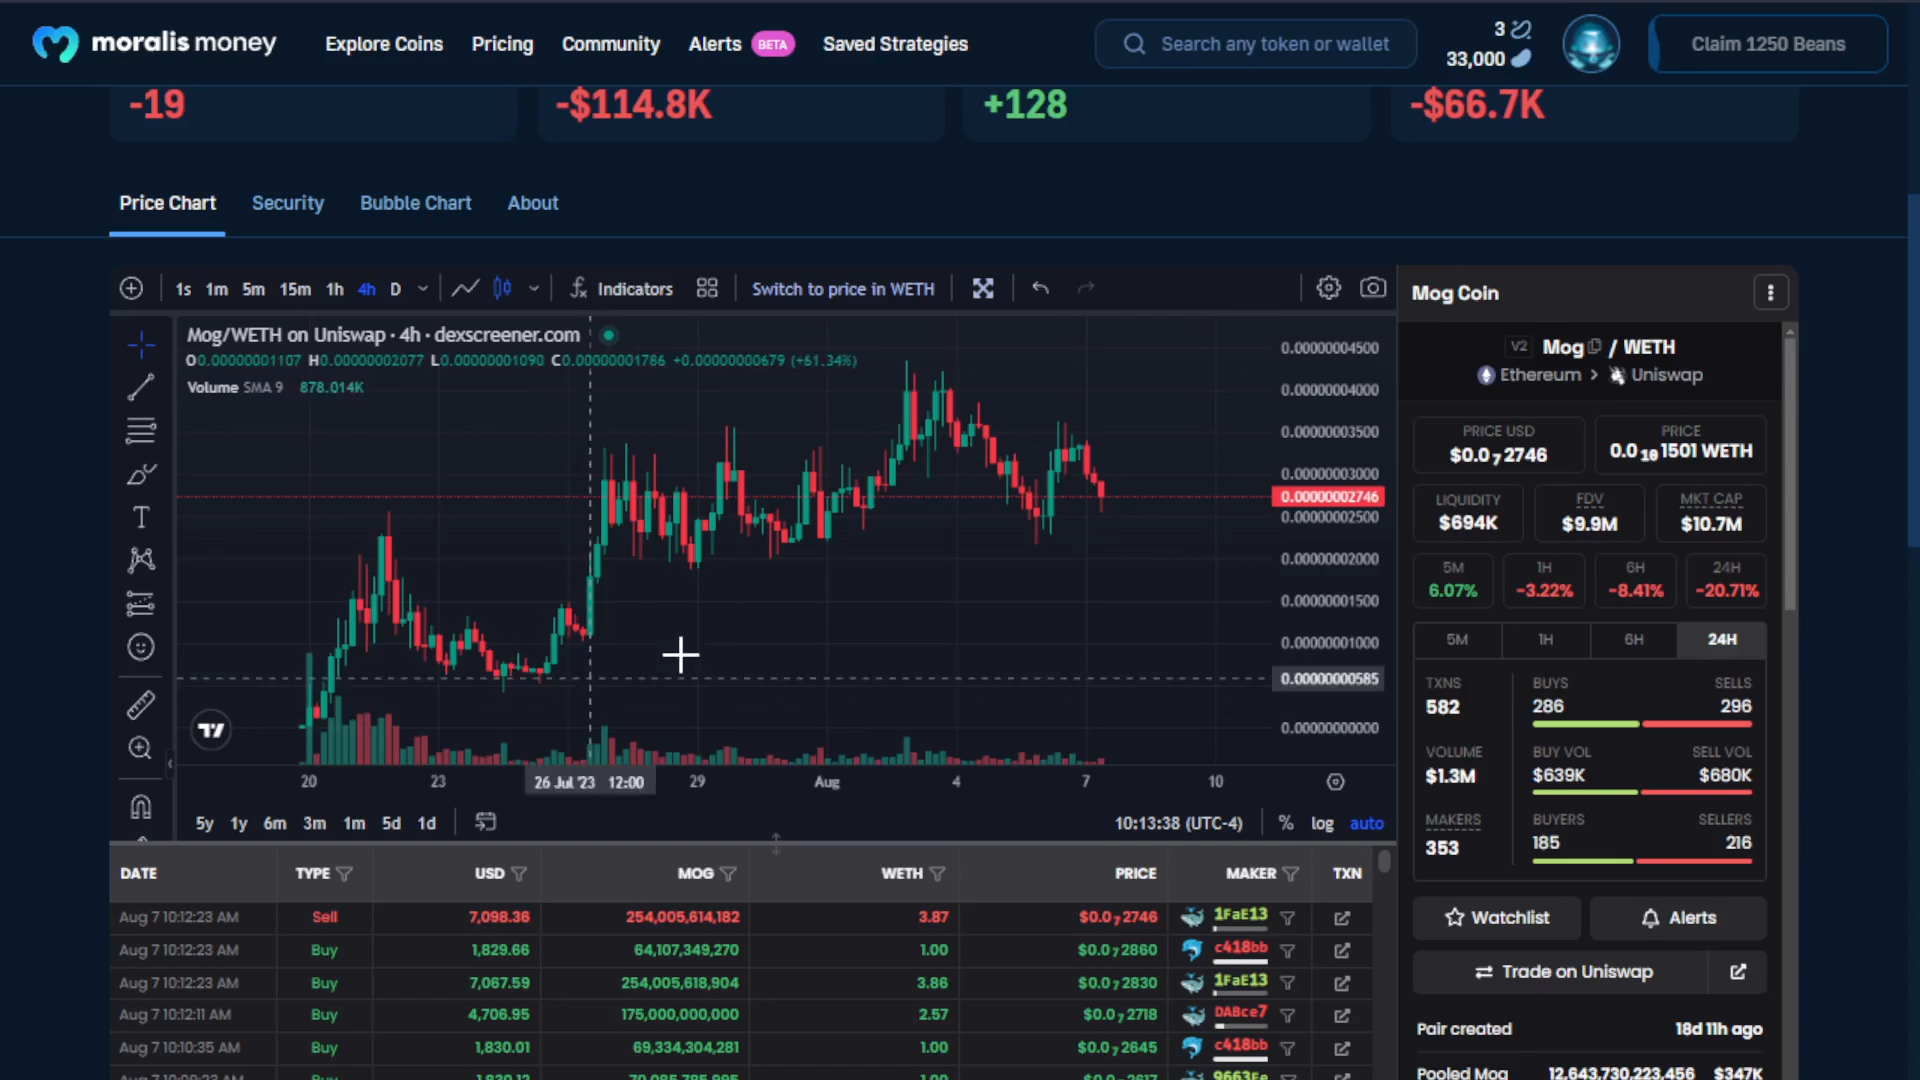 moralis money
Explore Coins
Pricing
Community
Alerts BETA
Saved Strategies
Search any token or wallet
3
33,000
Claim 1250 Beans
-19
-$114.8K
+128
-$66.7K
Price Chart
Security
Bubble Chart
About
1s 1m 5m 15m 1h 4h D
Indicators
Switch to price in WETH
Mog/WETH on Uniswap · 4h · dexscreener.com
O0.00000001107 H0.00000002077 L0.00000001090 C0.00000001786 +0.00000000679 (+61.34%)
Volume SMA 9 878.014K
0.00000004500
0.00000004000
0.00000003500
0.00000003000
0.00000002746
0.00000002500
0.00000002000
0.00000001500
0.00000001000
0.00000000585
0.00000000000
20
23
26 Jul '23 12:00
29
Aug
4
7
10
5y 1y 6m 3m 1m 5d 1d
10:13:38 (UTC-4)
% log auto
DATE TYPE USD MOG WETH PRICE MAKER TXN
Aug 7 10:12:23 AM Sell 7,098.36 254,005,614,182 3.87 $0.0₇2746 1FaE13
Aug 7 10:12:23 AM Buy 1,829.66 64,107,349,270 1.00 $0.0₇2860 c418bb
Aug 7 10:12:23 AM Buy 7,067.59 254,005,618,904 3.86 $0.0₇2830 1FaE13
Aug 7 10:12:11 AM Buy 4,706.95 175,000,000,000 2.57 $0.0₇2718 DABce7
Aug 7 10:10:35 AM Buy 1,830.01 69,334,304,281 1.00 $0.0₇2645 c418bb
Mog Coin
V2 Mog / WETH
Ethereum > Uniswap
PRICE USD
$0.0₇2746
PRICE
0.0₁₀1501 WETH
LIQUIDITY
$694K
FDV
$9.9M
MKT CAP
$10.7M
5M
6.07%
1H
-3.22%
6H
-8.41%
24H
-20.71%
5M 1H 6H 24H
TXNS
582
BUYS
286
SELLS
296
VOLUME
$1.3M
BUY VOL
$639K
SELL VOL
$680K
MAKERS
353
BUYERS
185
SELLERS
216
Watchlist
Alerts
Trade on Uniswap
Pair created 18d 11h ago
Pooled Mog 12,643,730,223,456 $347K